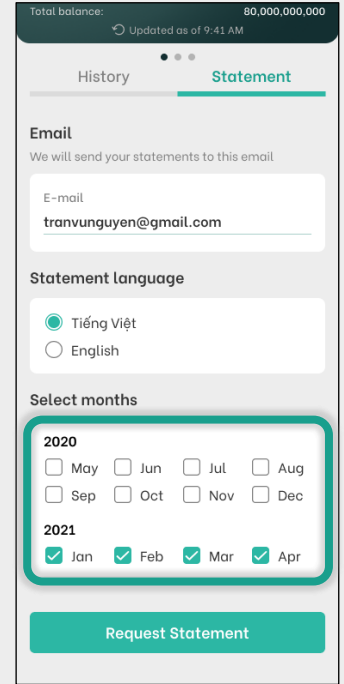 Total balance: 80,000,000,000
Updated as of 9:41 AM
History Statement
Email
We will send your statements to this email
E-mail
tranvunguyen@gmail.com
Statement language
Tiếng Việt
English
Select months
2020
May Jun Jul Aug
Sep Oct Nov Dec
2021
Jan Feb Mar Apr
Request Statement